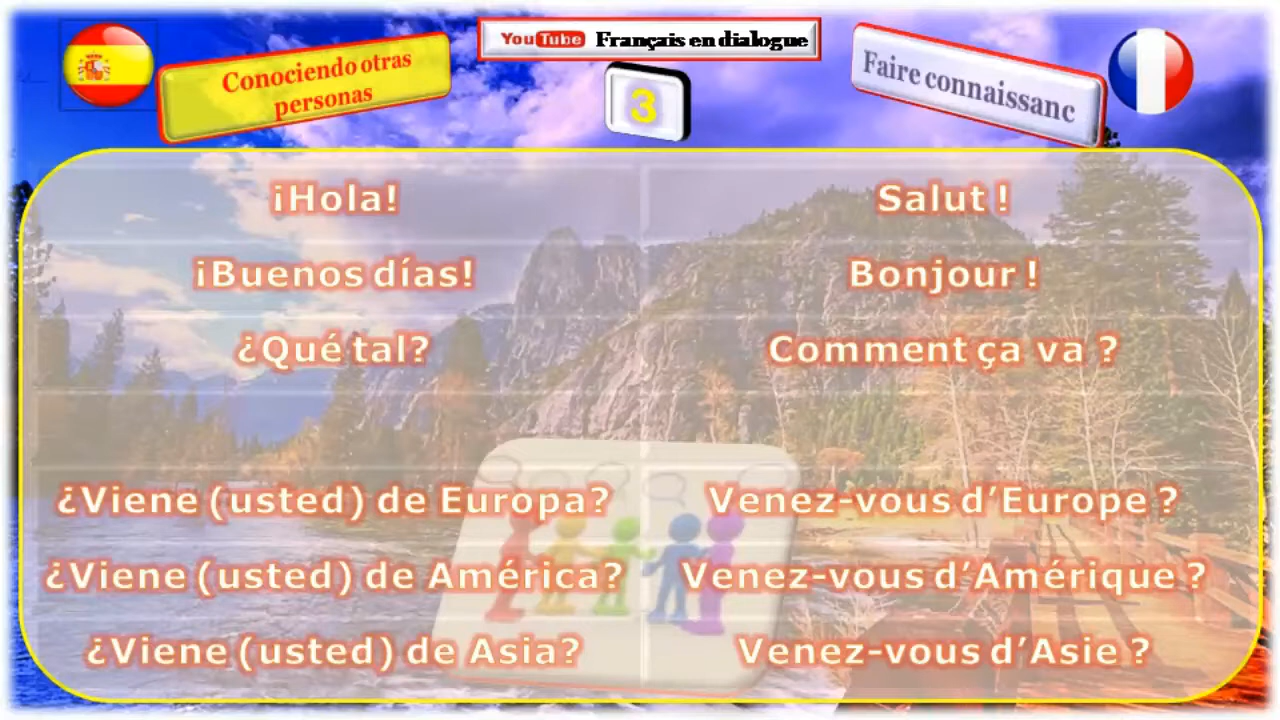 Conociendo otras
personas
YouTube Français en dialogue
3
Faire connaissanc
¡Hola!
Salut !
¡Buenos días!
Bonjour !
¿Qué tal?
Comment ça va ?
¿Viene (usted) de Europa?
Venez-vous d’Europe ?
¿Viene (usted) de América?
Venez-vous d’Amérique ?
¿Viene (usted) de Asia?
Venez-vous d’Asie ?